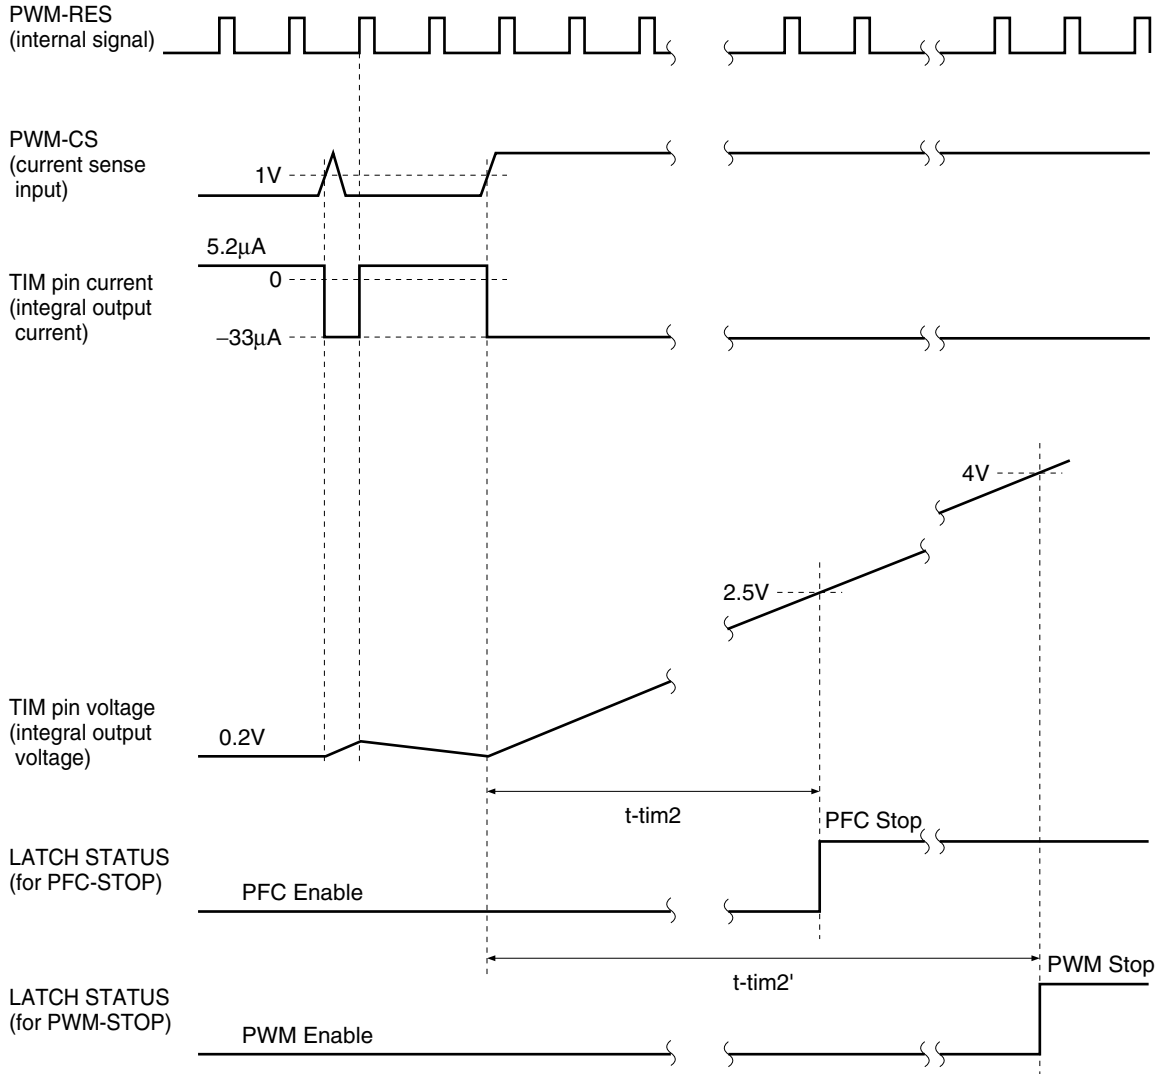 PWM-RES
(internal signal)
PWM-CS
(current sense
input)
1V
5.2μA
TIM pin current
(integral output
current)
0
−33μA
4V
2.5V
TIM pin voltage
(integral output
voltage)
0.2V
t-tim2
PFC Stop
LATCH STATUS
(for PFC-STOP)
PFC Enable
t-tim2'
PWM Stop
LATCH STATUS
(for PWM-STOP)
PWM Enable